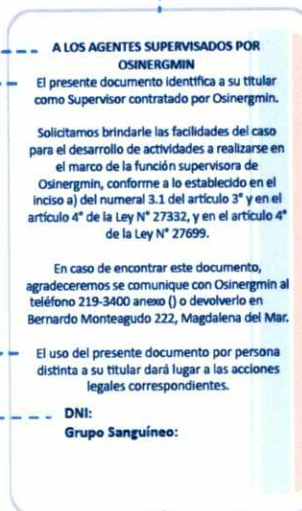 A LOS AGENTES SUPERVISADOS POR
OSINERGMIN
El presente documento identifica a su titular
como Supervisor contratado por Osinergmin.
Solicitamos brindarle las facilidades del caso
para el desarrollo de actividades a realizarse en
el marco de la función supervisora de
Osinergmin, conforme a lo establecido en el
inciso a) del numeral 3.1 del artículo 3° y en el
artículo 4° de la Ley N° 27332, y en el artículo 4°
de la Ley N° 27699.
En caso de encontrar este documento,
agradeceremos se comunique con Osinergmin al
teléfono 219-3400 anexo () o devolverlo en
Bernardo Monteagudo 222, Magdalena del Mar.
El uso del presente documento por persona
distinta a su titular dará lugar a las acciones
legales correspondientes.
DNI:
Grupo Sanguíneo: